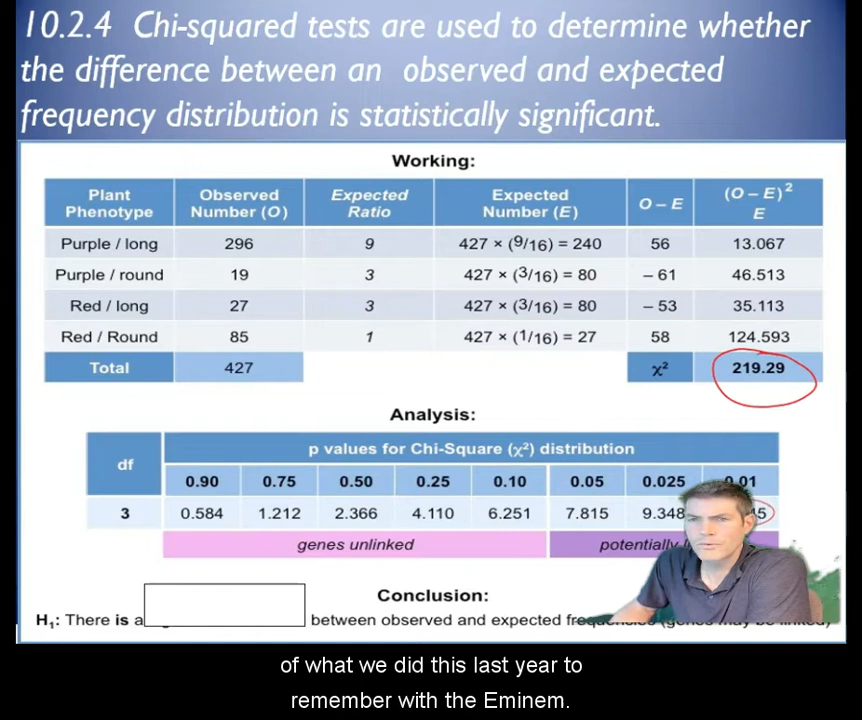 10.2.4 Chi-squared tests are used to determine whether
the difference between an observed and expected
frequency distribution is statistically significant.
Working:
Plant Phenotype Observed Number (O) Expected Ratio Expected Number (E) O – E (O – E)² E
Purple / long 296 9 427 × (9/16) = 240 56 13.067
Purple / round 19 3 427 × (3/16) = 80 – 61 46.513
Red / long 27 3 427 × (3/16) = 80 – 53 35.113
Red / Round 85 1 427 × (1/16) = 27 58 124.593
Total 427 χ² 219.29
Analysis:
df p values for Chi-Square (χ²) distribution
0.90 0.75 0.50 0.25 0.10 0.05 0.025 0.01
3 0.584 1.212 2.366 4.110 6.251 7.815 9.348
genes unlinked potentially
Conclusion:
H₁: There is a between observed and expected
of what we did this last year to
remember with the Eminem.